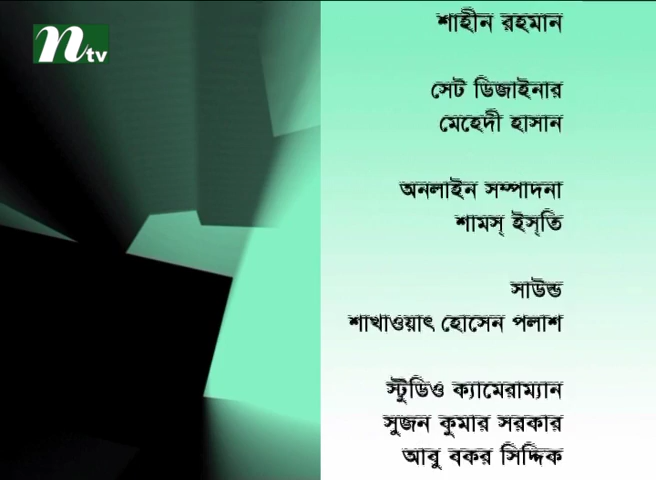 ntv
শাহীন রহমান
সেট ডিজাইনার
মেহেদী হাসান
অনলাইন সম্পাদনা
শামস্ ইস্‌তি
সাউন্ড
শাখাওয়াৎ হোসেন পলাশ
স্টুডিও ক্যামেরাম্যান
সুজন কুমার সরকার
আবু বকর সিদ্দিক